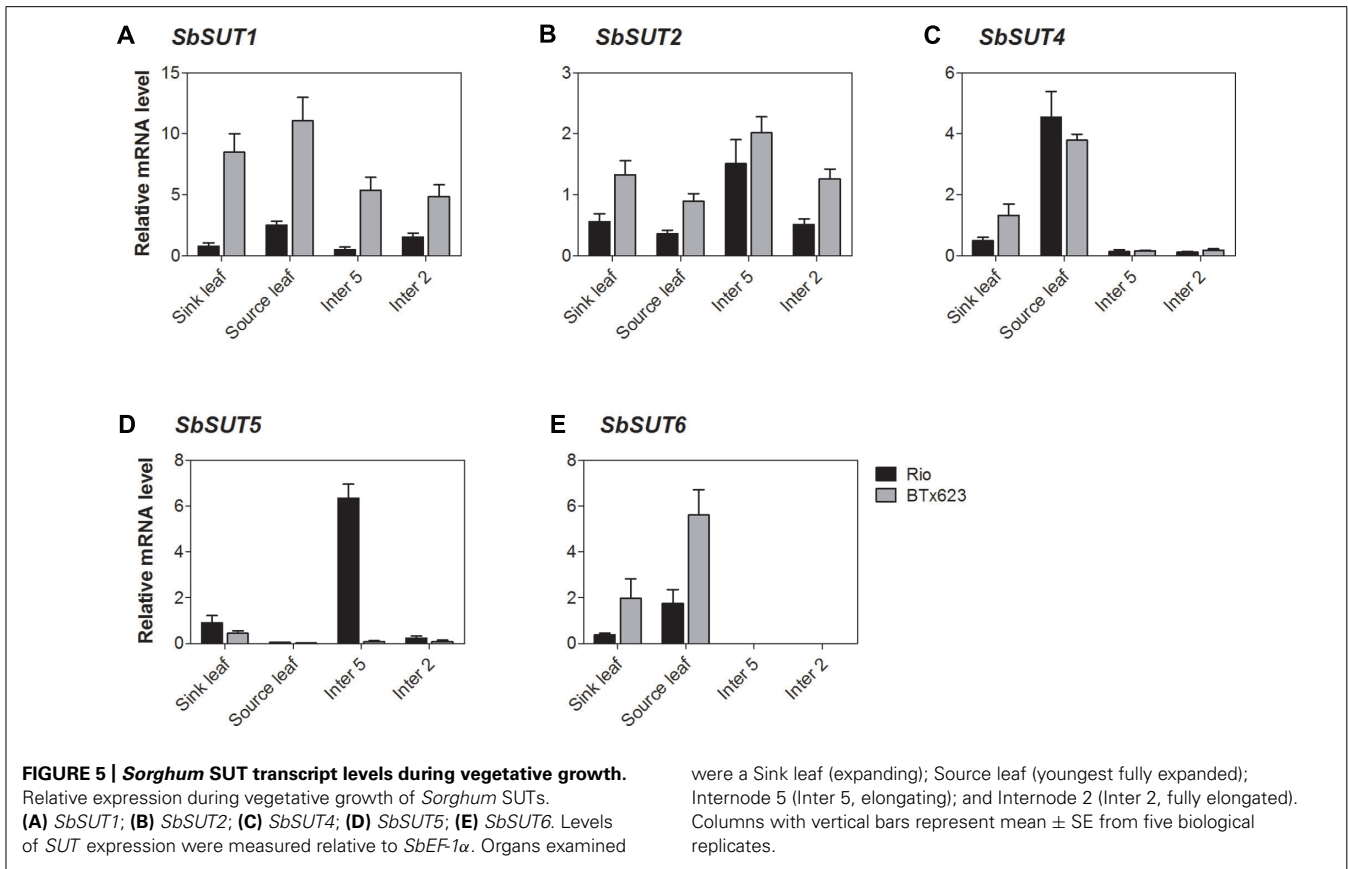 A SbSUT1
15
10
5
0
Relative mRNA level
Sink leaf
Source leaf
Inter 5
Inter 2
B SbSUT2
3
2
1
0
Sink leaf
Source leaf
Inter 5
Inter 2
C SbSUT4
6
4
2
0
Sink leaf
Source leaf
Inter 5
Inter 2
D SbSUT5
8
6
4
2
0
Relative mRNA level
Sink leaf
Source leaf
Inter 5
Inter 2
E SbSUT6
8
6
4
2
0
Sink leaf
Source leaf
Inter 5
Inter 2
Rio
BTx623
FIGURE 5 | Sorghum SUT transcript levels during vegetative growth.
Relative expression during vegetative growth of Sorghum SUTs.
(A) SbSUT1; (B) SbSUT2; (C) SbSUT4; (D) SbSUT5; (E) SbSUT6. Levels
of SUT expression were measured relative to SbEF-1α. Organs examined
were a Sink leaf (expanding); Source leaf (youngest fully expanded);
Internode 5 (Inter 5, elongating); and Internode 2 (Inter 2, fully elongated).
Columns with vertical bars represent mean ± SE from five biological
replicates.